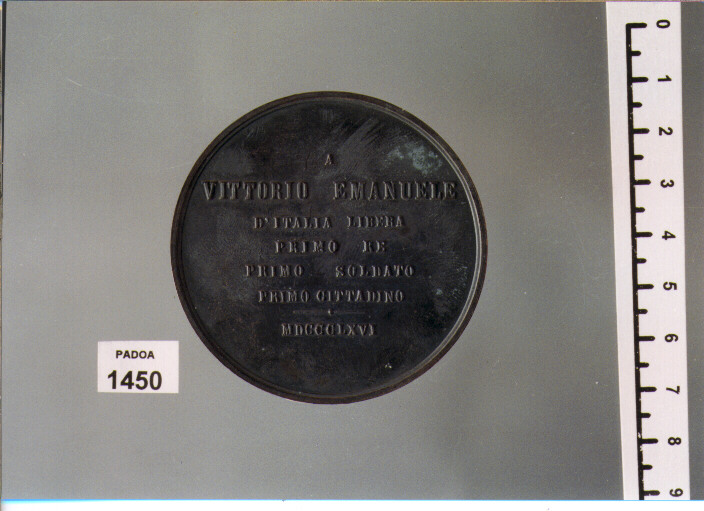 A
VITTORIO EMANUELE
D'ITALIA LIBERA
PRIMO RE
PRIMO SOLDATO
PRIMO CITTADINO
MDCCCLXVI
PADOA
1450
0
1
2
3
4
5
6
7
8
9